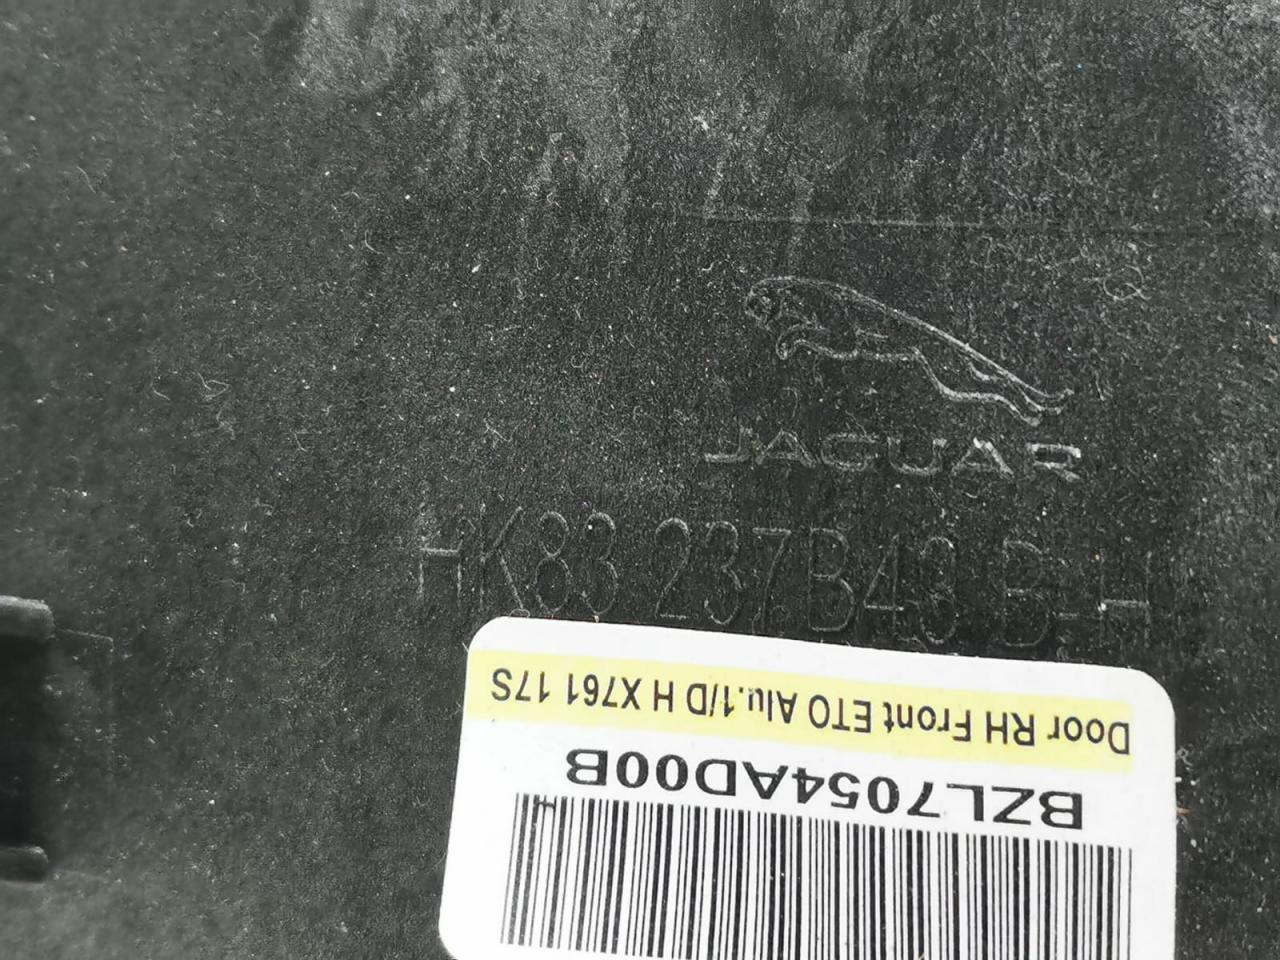 JAGUAR
HK83 237B43 B-H
Door RH Front ETO Alu.1/D H X761 17S
BZL7054AD00B